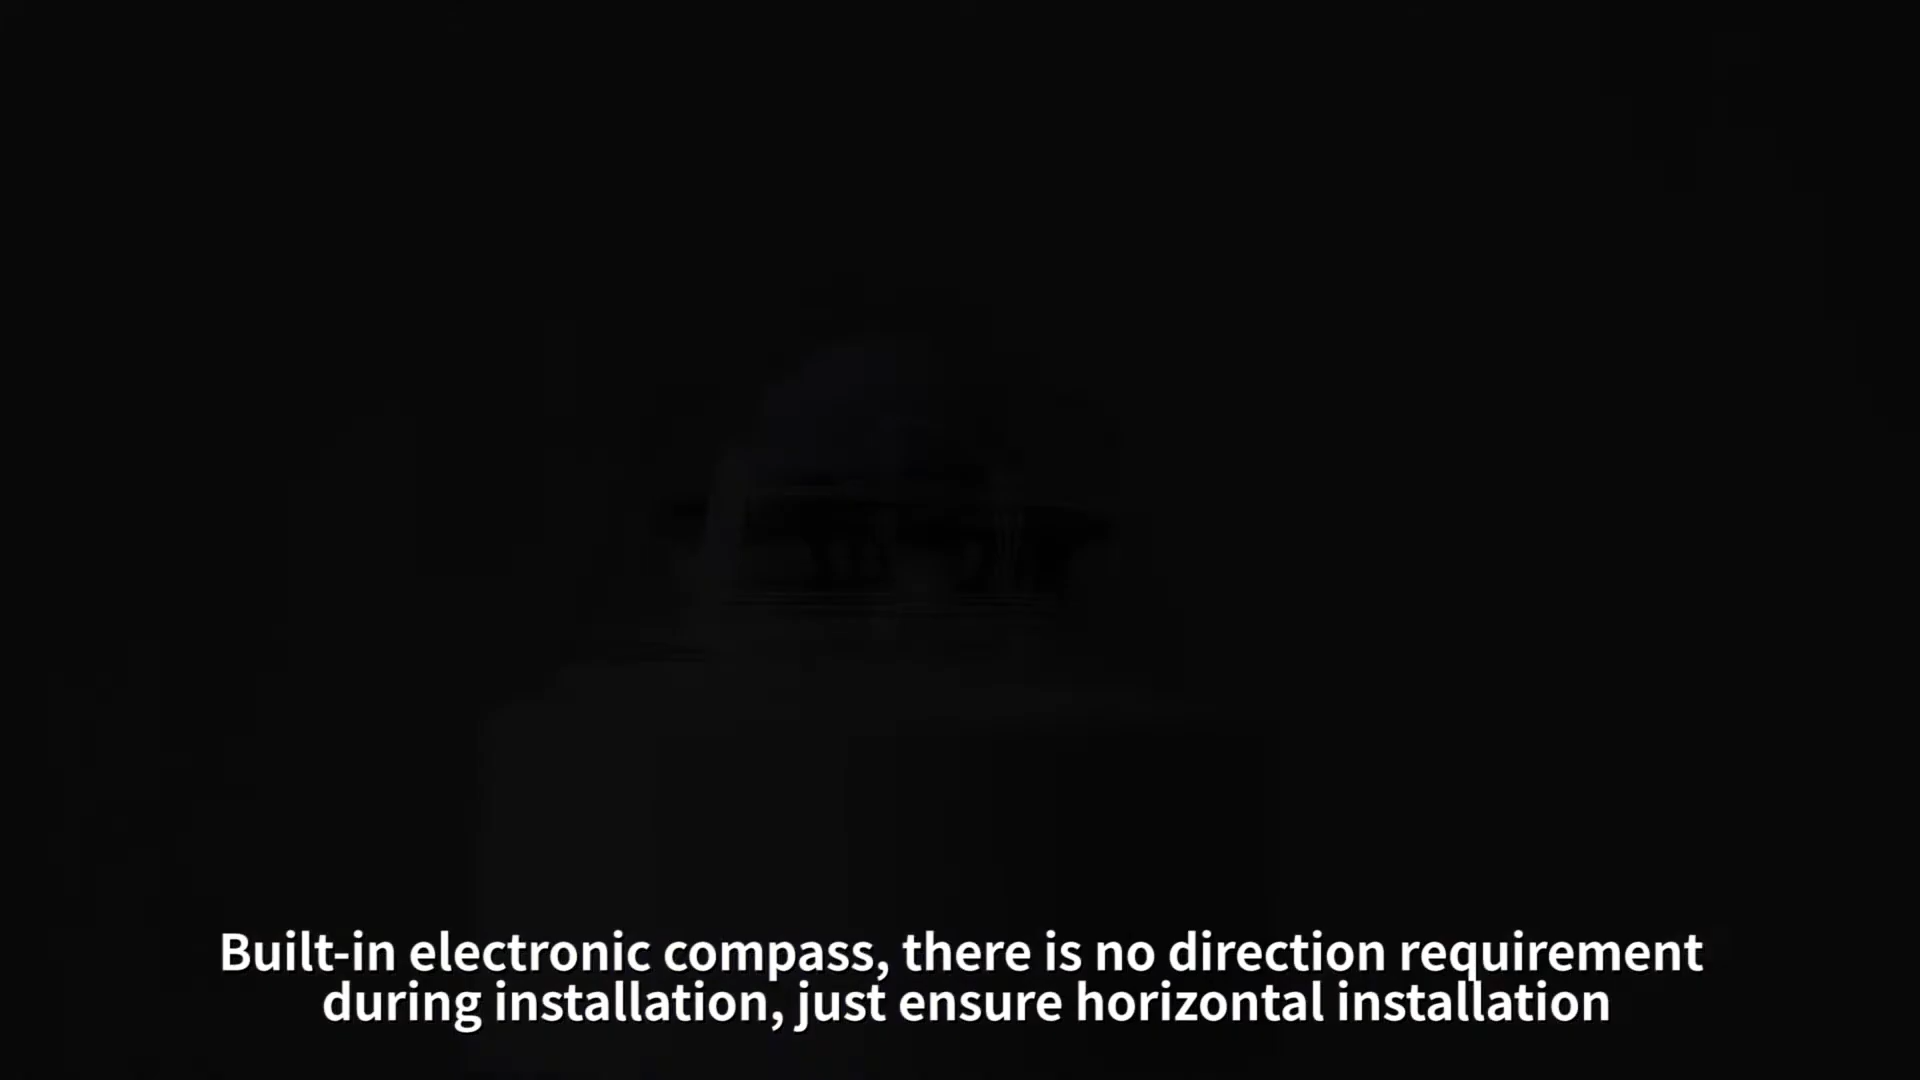 Built-in electronic compass, there is no direction requirement
during installation, just ensure horizontal installation